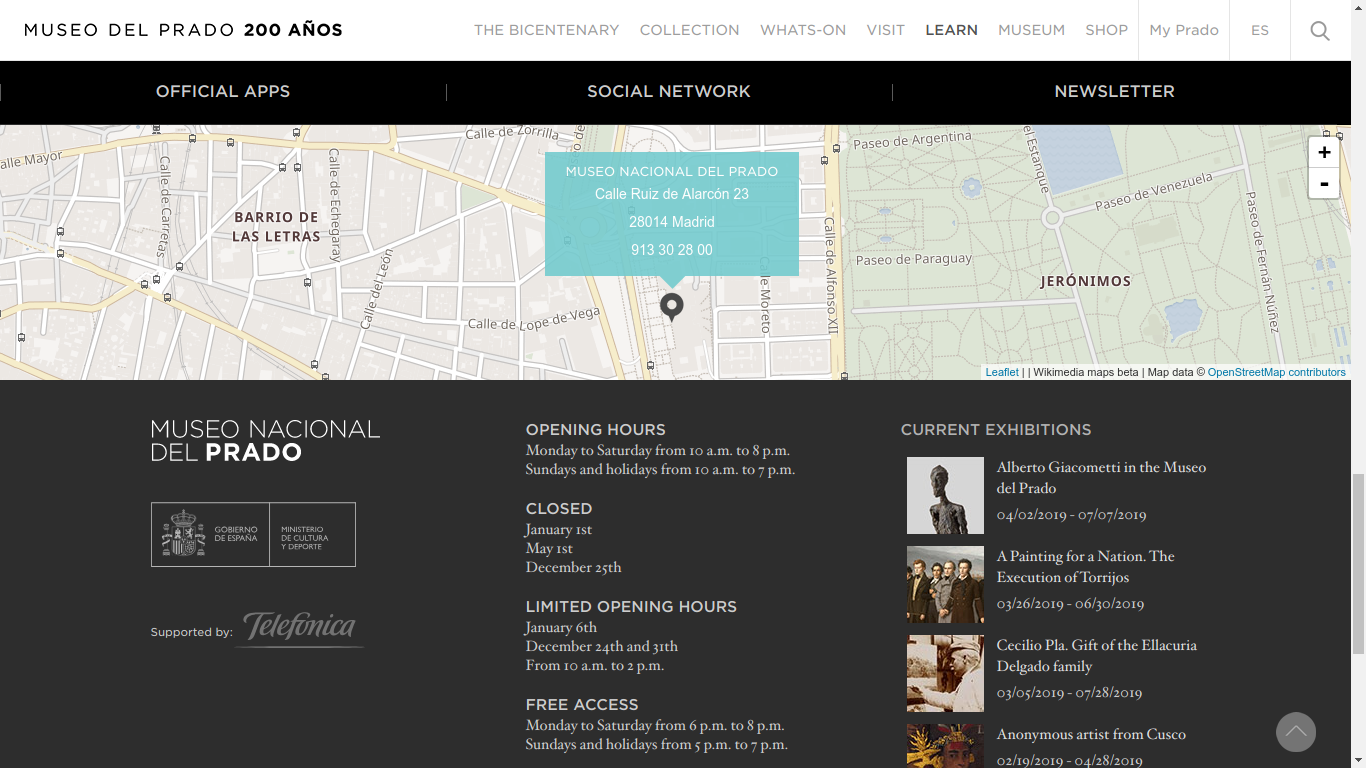 MUSEO DEL PRADO 200 AÑOS
THE BICENTENARY
COLLECTION
WHATS-ON
VISIT
LEARN
MUSEUM
SHOP
My Prado
ES
OFFICIAL APPS
SOCIAL NETWORK
NEWSLETTER
Calle de Zorrilla
alle Mayor
Calle de Carretas
Calle de Echegaray
BARRIO DE
LAS LETRAS
Calle del León
Calle de Lope de Vega
MUSEO NACIONAL DEL PRADO
Calle Ruiz de Alarcón 23
28014 Madrid
913 30 28 00
Calle de Moreto
Calle de Alfonso XII
Paseo de Argentina
el Estanque
Paseo de Venezuela
Paseo de Paraguay
JERÓNIMOS
Paseo de Fernán Núñez
+
-
Leaflet | | Wikimedia maps beta | Map data © OpenStreetMap contributors
MUSEO NACIONAL
DEL PRADO
GOBIERNO
DE ESPAÑA
MINISTERIO
DE CULTURA
Y DEPORTE
Supported by:
Telefónica
OPENING HOURS
Monday to Saturday from 10 a.m. to 8 p.m.
Sundays and holidays from 10 a.m. to 7 p.m.
CLOSED
January 1st
May 1st
December 25th
LIMITED OPENING HOURS
January 6th
December 24th and 31th
From 10 a.m. to 2 p.m.
FREE ACCESS
Monday to Saturday from 6 p.m. to 8 p.m.
Sundays and holidays from 5 p.m. to 7 p.m.
CURRENT EXHIBITIONS
Alberto Giacometti in the Museo
del Prado
04/02/2019 - 07/07/2019
A Painting for a Nation. The
Execution of Torrijos
03/26/2019 - 06/30/2019
Cecilio Pla. Gift of the Ellacuria
Delgado family
03/05/2019 - 07/28/2019
Anonymous artist from Cusco
02/19/2019 - 04/28/2019